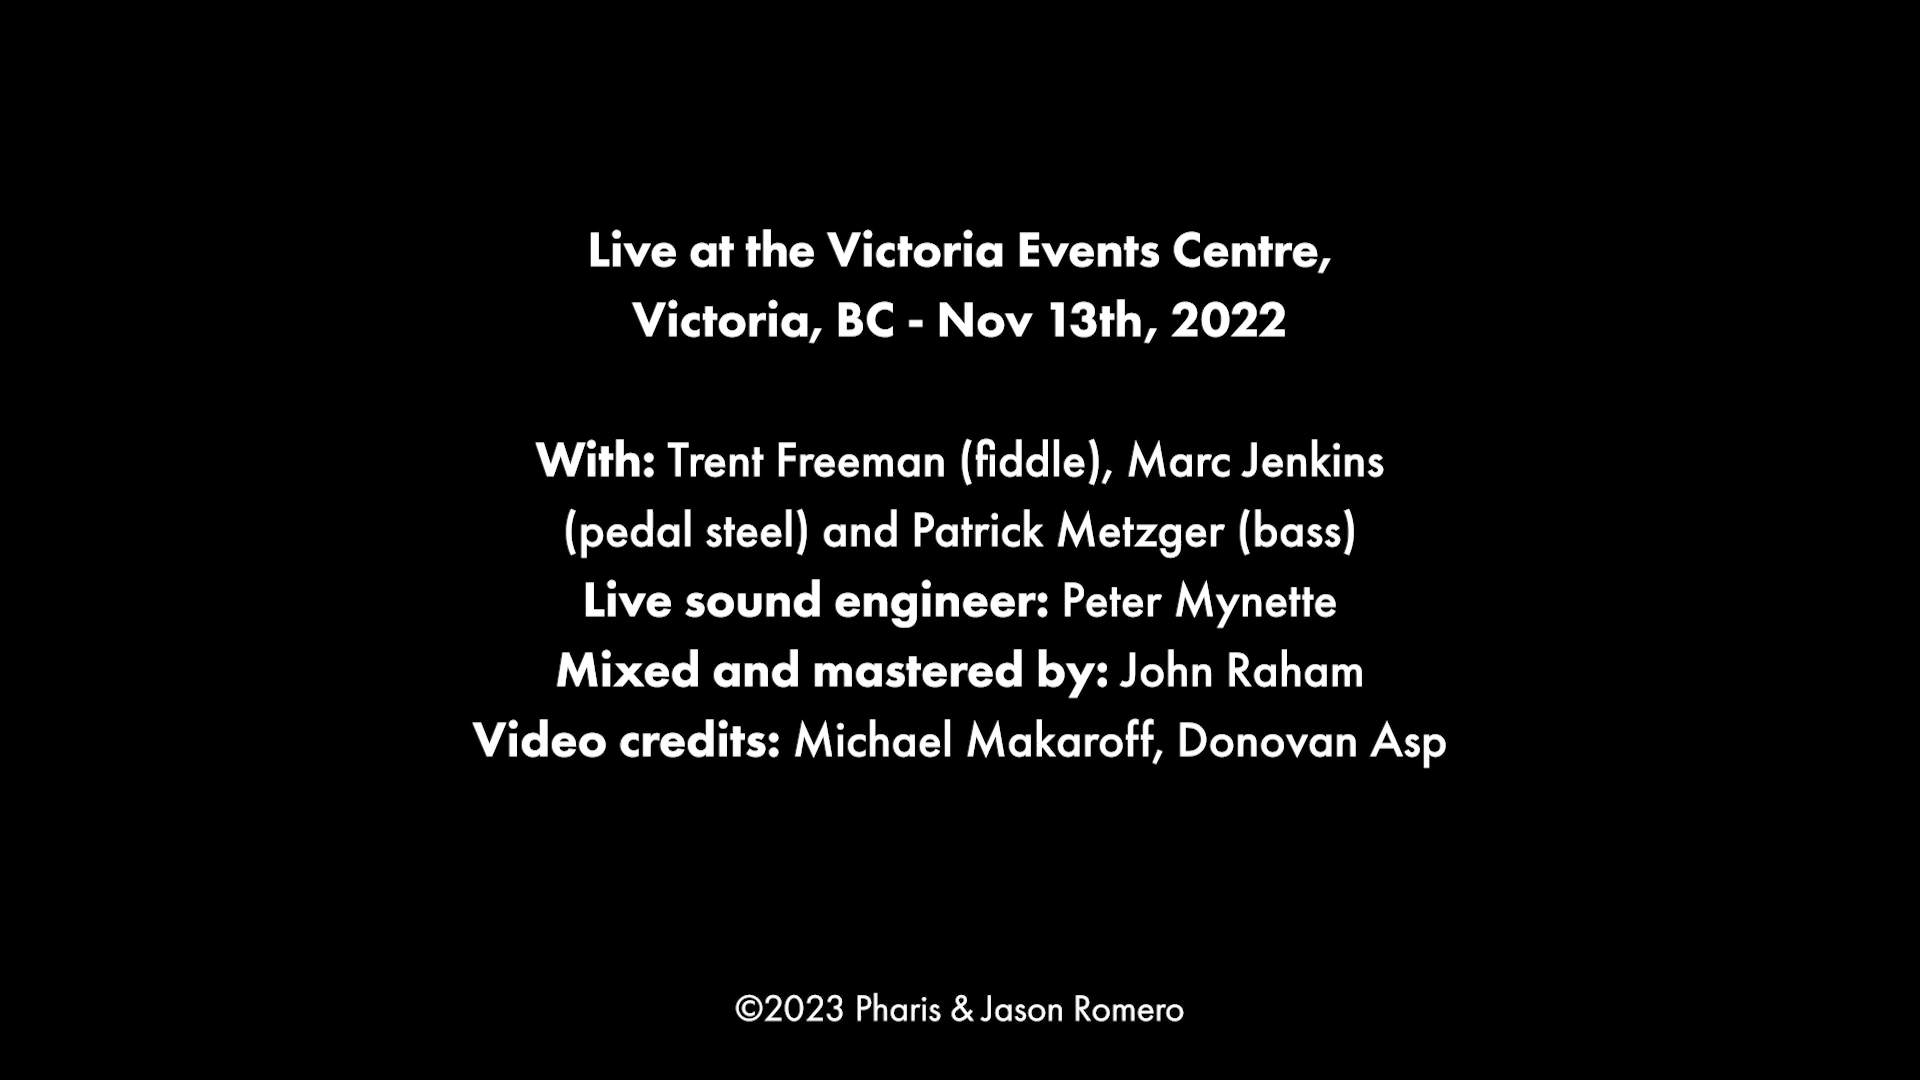 Live at the Victoria Events Centre,
Victoria, BC - Nov 13th, 2022
With: Trent Freeman (fiddle), Marc Jenkins
(pedal steel) and Patrick Metzger (bass)
Live sound engineer: Peter Mynette
Mixed and mastered by: John Raham
Video credits: Michael Makaroff, Donovan Asp
©2023 Pharis & Jason Romero